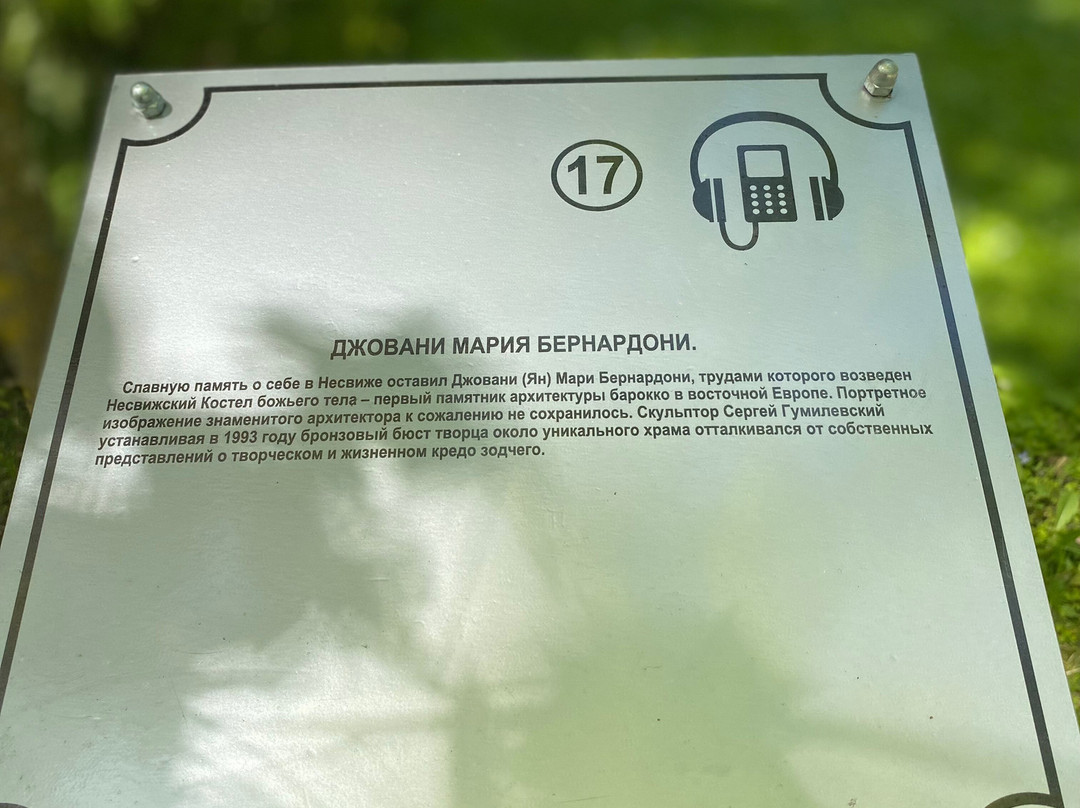 17
ДЖОВАНИ МАРИЯ БЕРНАРДОНИ.
Славную память о себе в Несвиже оставил Джовани (Ян) Мари Бернардони, трудами которого возведен
Несвижский Костел божьего тела – первый памятник архитектуры барокко в восточной Европе. Портретное
изображение знаменитого архитектора к сожалению не сохранилось. Скульптор Сергей Гумилевский
устанавливая в 1993 году бронзовый бюст творца около уникального храма отталкивался от собственных
представлений о творческом и жизненном кредо зодчего.